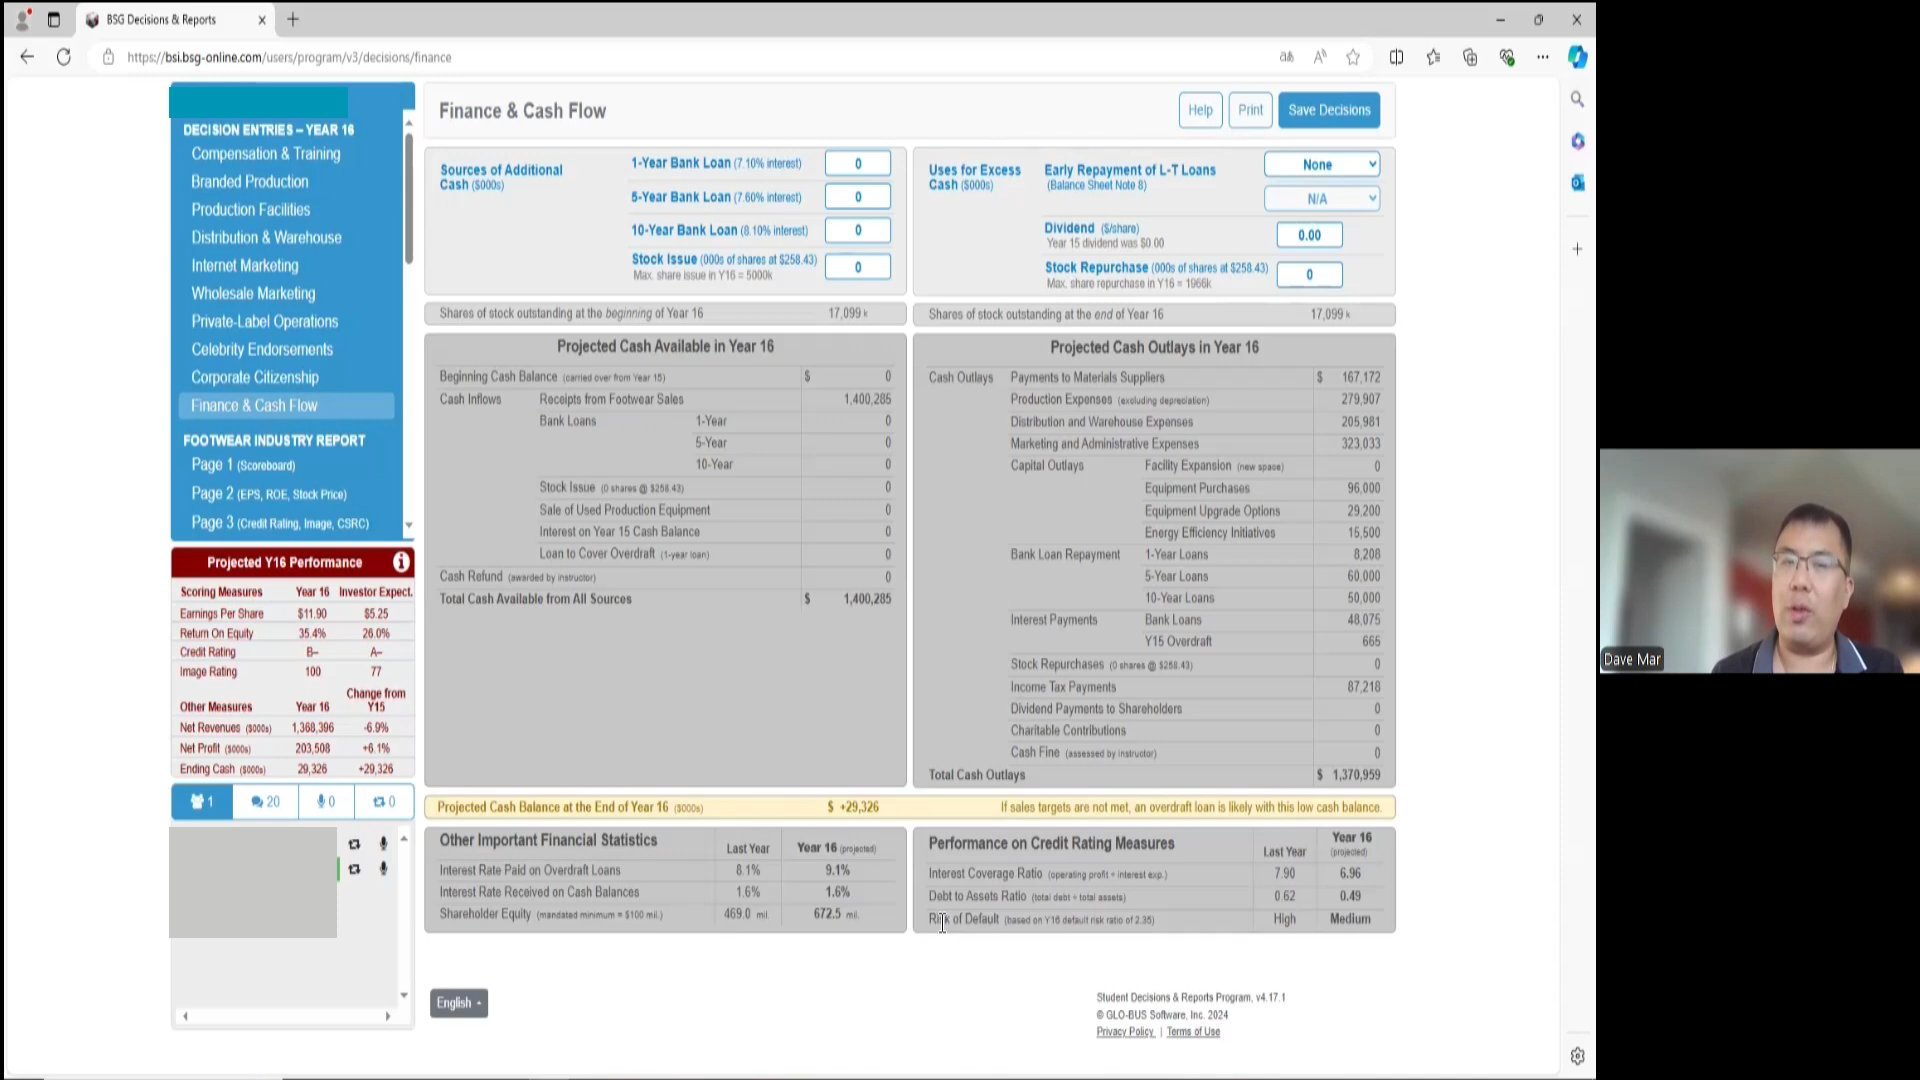 BSG Decisions & Reports
https://bsi.bsg-online.com/users/program/v3/decisions/finance
DECISION ENTRIES – YEAR 16
Compensation & Training
Branded Production
Production Facilities
Distribution & Warehouse
Internet Marketing
Wholesale Marketing
Private-Label Operations
Celebrity Endorsements
Corporate Citizenship
Finance & Cash Flow
FOOTWEAR INDUSTRY REPORT
Page 1 (Scoreboard)
Page 2 (EPS, ROE, Stock Price)
Page 3 (Credit Rating, Image, CSRC)
Projected Y16 Performance
Scoring Measures Year 16 Investor Expect.
Earnings Per Share $11.90 $5.25
Return On Equity 35.4% 26.0%
Credit Rating B– A–
Image Rating 100 77
Other Measures Year 16 Change from Y15
Net Revenues ($000s) 1,368,396 -6.9%
Net Profit ($000s) 203,508 +6.1%
Ending Cash ($000s) 29,326 +29,326
1 20 0 0
Finance & Cash Flow
Help Print Save Decisions
Sources of Additional Cash ($000s)
1-Year Bank Loan (7.10% interest) 0
5-Year Bank Loan (7.60% interest) 0
10-Year Bank Loan (8.10% interest) 0
Stock Issue (000s of shares at $258.43) 0
Max. share issue in Y16 = 5000k
Uses for Excess Cash ($000s)
Early Repayment of L-T Loans None
(Balance Sheet Note 8) N/A
Dividend ($/share) 0.00
Year 15 dividend was $0.00
Stock Repurchase (000s of shares at $258.43) 0
Max. share repurchase in Y16 = 1966k
Shares of stock outstanding at the beginning of Year 16 17,099 k
Shares of stock outstanding at the end of Year 16 17,099 k
Projected Cash Available in Year 16
Beginning Cash Balance (carried over from Year 15) $ 0
Cash Inflows Receipts from Footwear Sales 1,400,285
Bank Loans 1-Year 0
5-Year 0
10-Year 0
Stock Issue (0 shares @ $258.43) 0
Sale of Used Production Equipment 0
Interest on Year 15 Cash Balance 0
Loan to Cover Overdraft (1-year loan) 0
Cash Refund (awarded by instructor) 0
Total Cash Available from All Sources $ 1,400,285
Projected Cash Outlays in Year 16
Cash Outlays Payments to Materials Suppliers $ 167,172
Production Expenses (excluding depreciation) 279,907
Distribution and Warehouse Expenses 205,981
Marketing and Administrative Expenses 323,033
Capital Outlays Facility Expansion (new space) 0
Equipment Purchases 96,000
Equipment Upgrade Options 29,200
Energy Efficiency Initiatives 15,500
Bank Loan Repayment 1-Year Loans 8,208
5-Year Loans 60,000
10-Year Loans 50,000
Interest Payments Bank Loans 48,075
Y15 Overdraft 665
Stock Repurchases (0 shares @ $258.43) 0
Income Tax Payments 87,218
Dividend Payments to Shareholders 0
Charitable Contributions 0
Cash Fine (assessed by instructor) 0
Total Cash Outlays $ 1,370,959
Projected Cash Balance at the End of Year 16 ($000s) $ +29,326 If sales targets are not met, an overdraft loan is likely with this low cash balance.
Other Important Financial Statistics Last Year Year 16 (projected)
Interest Rate Paid on Overdraft Loans 8.1% 9.1%
Interest Rate Received on Cash Balances 1.6% 1.6%
Shareholder Equity (mandated minimum = $100 mil.) 469.0 mil. 672.5 mil.
Performance on Credit Rating Measures Last Year Year 16 (projected)
Interest Coverage Ratio (operating profit ÷ interest exp.) 7.90 6.96
Debt to Assets Ratio (total debt ÷ total assets) 0.62 0.49
Risk of Default (based on Y16 default risk ratio of 2.35) High Medium
English
Student Decisions & Reports Program, v4.17.1
© GLO-BUS Software, Inc. 2024
Privacy Policy | Terms of Use
Dave Mar